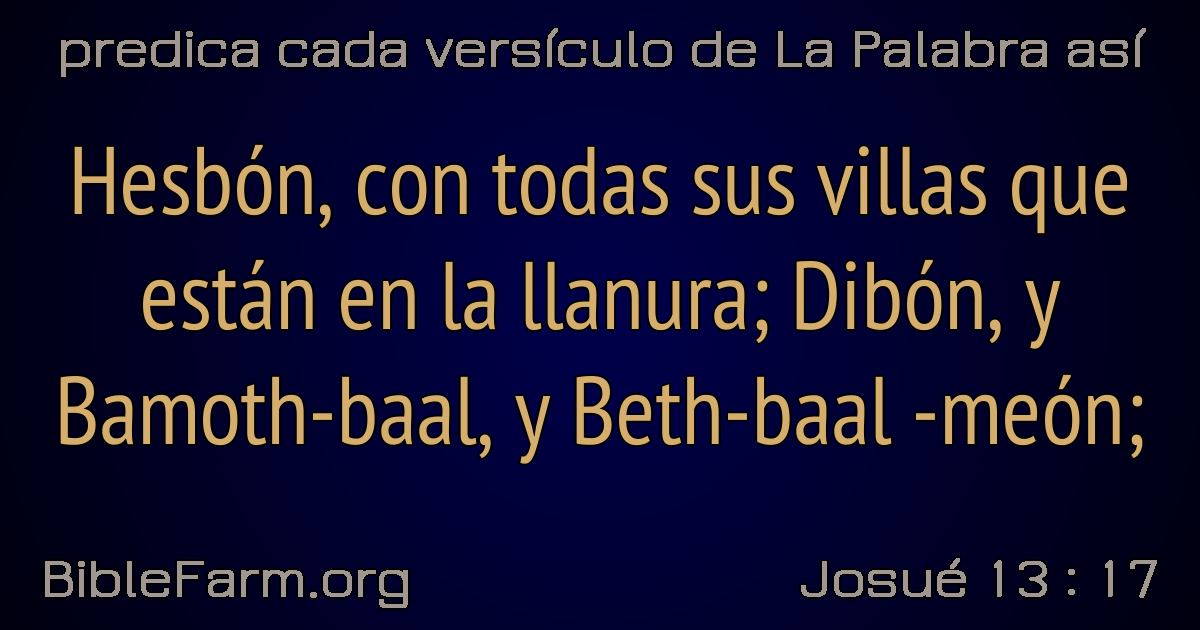 predica cada versículo de La Palabra así
Hesbón, con todas sus villas que
están en la llanura; Dibón, y
Bamoth-baal, y Beth-baal -meón;
BibleFarm.org
Josué 13 : 17